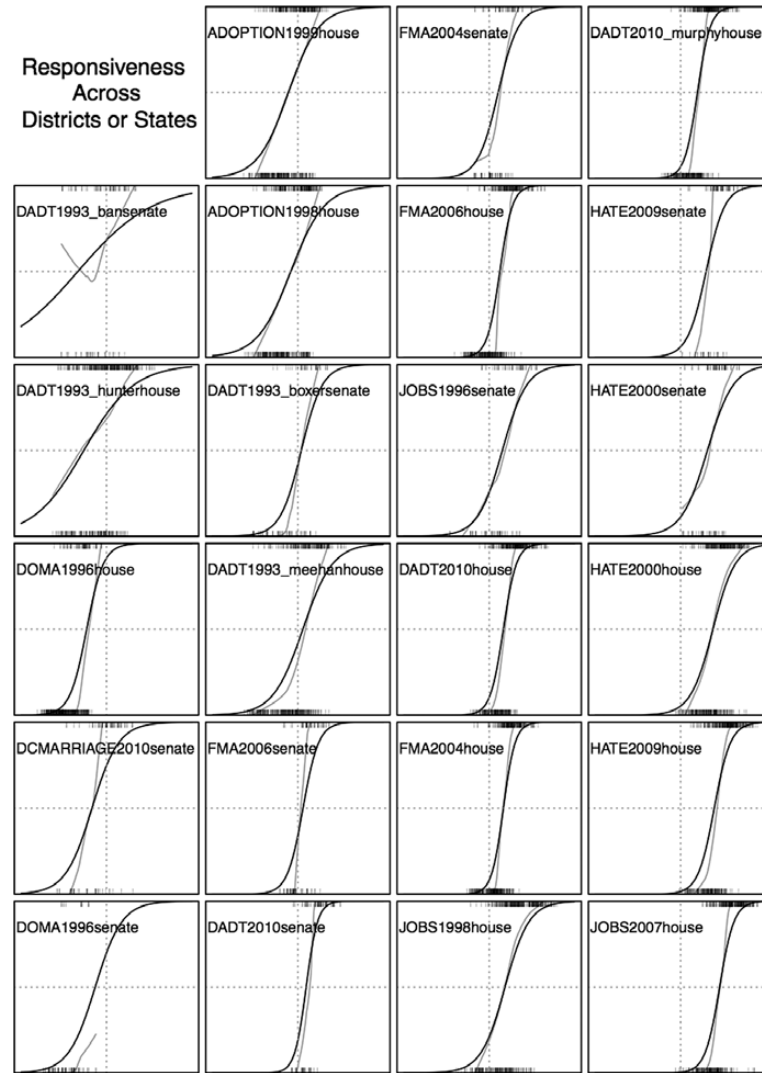 Responsiveness
Across
Districts or States
ADOPTION1999house
FMA2004senate
DADT2010_murphyhouse
DADT1993_bansenate
ADOPTION1998house
FMA2006house
HATE2009senate
DADT1993_hunterhouse
DADT1993_boxersenate
JOBS1996senate
HATE2000senate
DOMA1996house
DADT1993_meehanhouse
DADT2010house
HATE2000house
DCMARRIAGE2010senate
FMA2006senate
FMA2004house
HATE2009house
DOMA1996senate
DADT2010senate
JOBS1998house
JOBS2007house